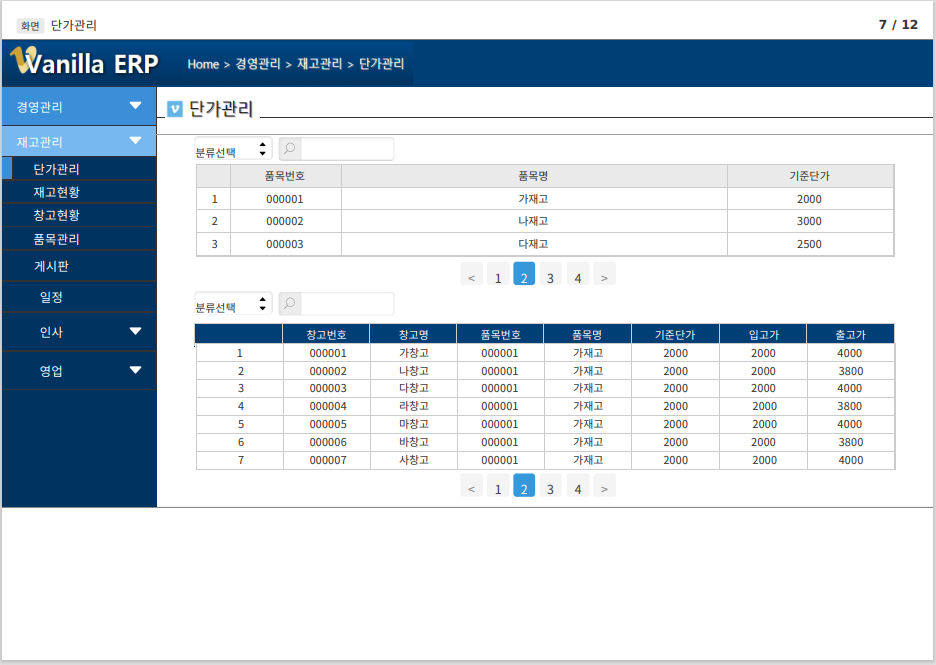 화면 단가관리 7 / 12
Vanilla ERP Home > 경영관리 > 재고관리 > 단가관리
경영관리
재고관리
단가관리
재고현황
창고현황
품목관리
게시판
일정
인사
영업
단가관리
분류선택
품목번호 품목명 기준단가
1 000001 가재고 2000
2 000002 나재고 3000
3 000003 다재고 2500
< 1 2 3 4 >
분류선택
창고번호 창고명 품목번호 품목명 기준단가 입고가 출고가
1 000001 가창고 000001 가재고 2000 2000 4000
2 000002 나창고 000001 가재고 2000 2000 3800
3 000003 다창고 000001 가재고 2000 2000 4000
4 000004 라창고 000001 가재고 2000 2000 3800
5 000005 마창고 000001 가재고 2000 2000 4000
6 000006 바창고 000001 가재고 2000 2000 3800
7 000007 사창고 000001 가재고 2000 2000 4000
< 1 2 3 4 >